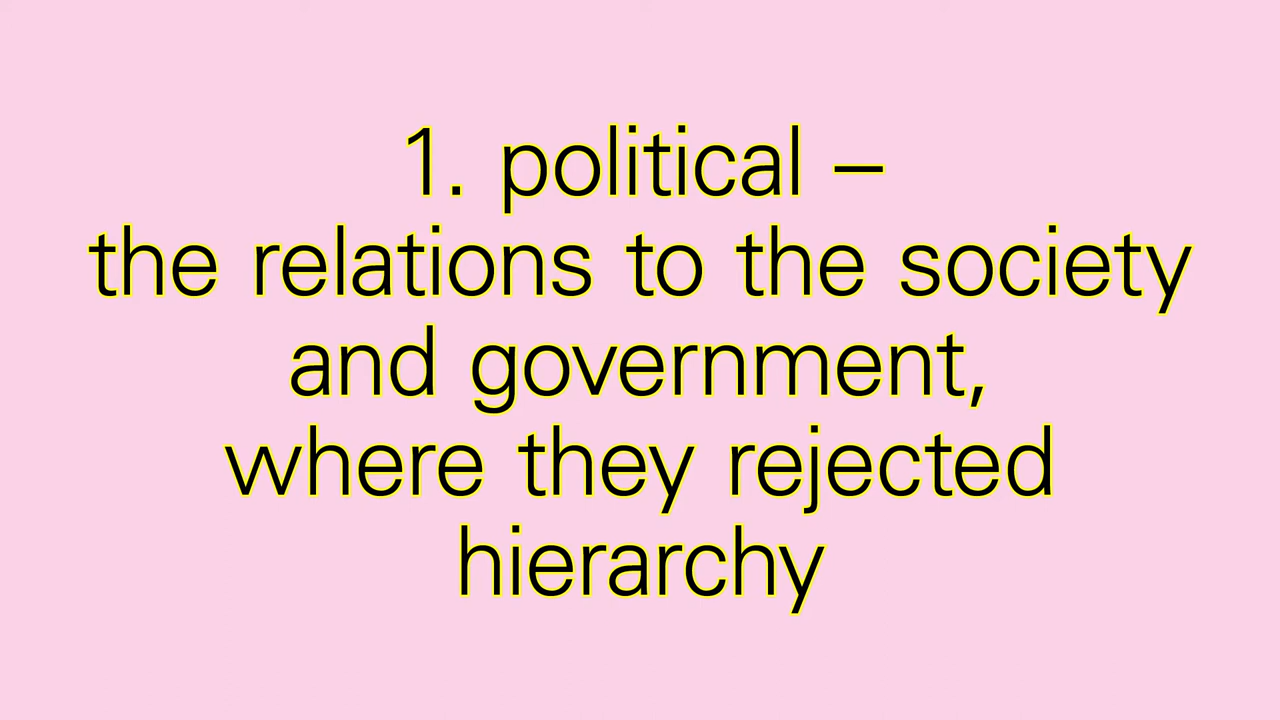 1. political –
the relations to the society
and government,
where they rejected
hierarchy